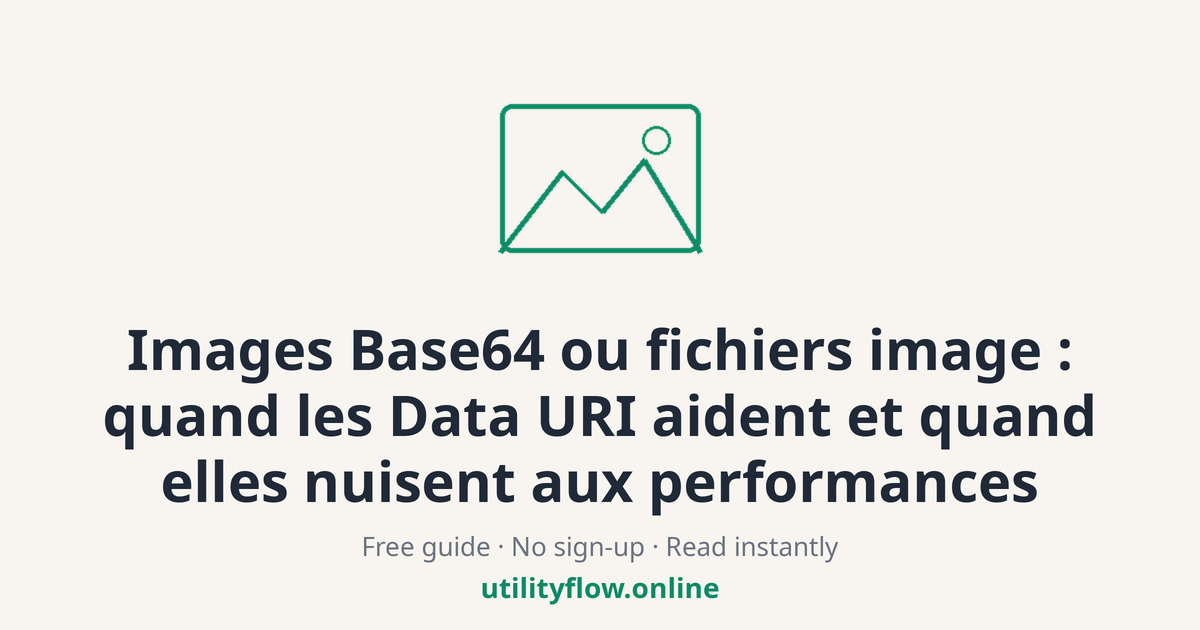 Images Base64 ou fichiers image :
quand les Data URI aident et quand
elles nuisent aux performances
Free guide · No sign-up · Read instantly
utilityflow.online